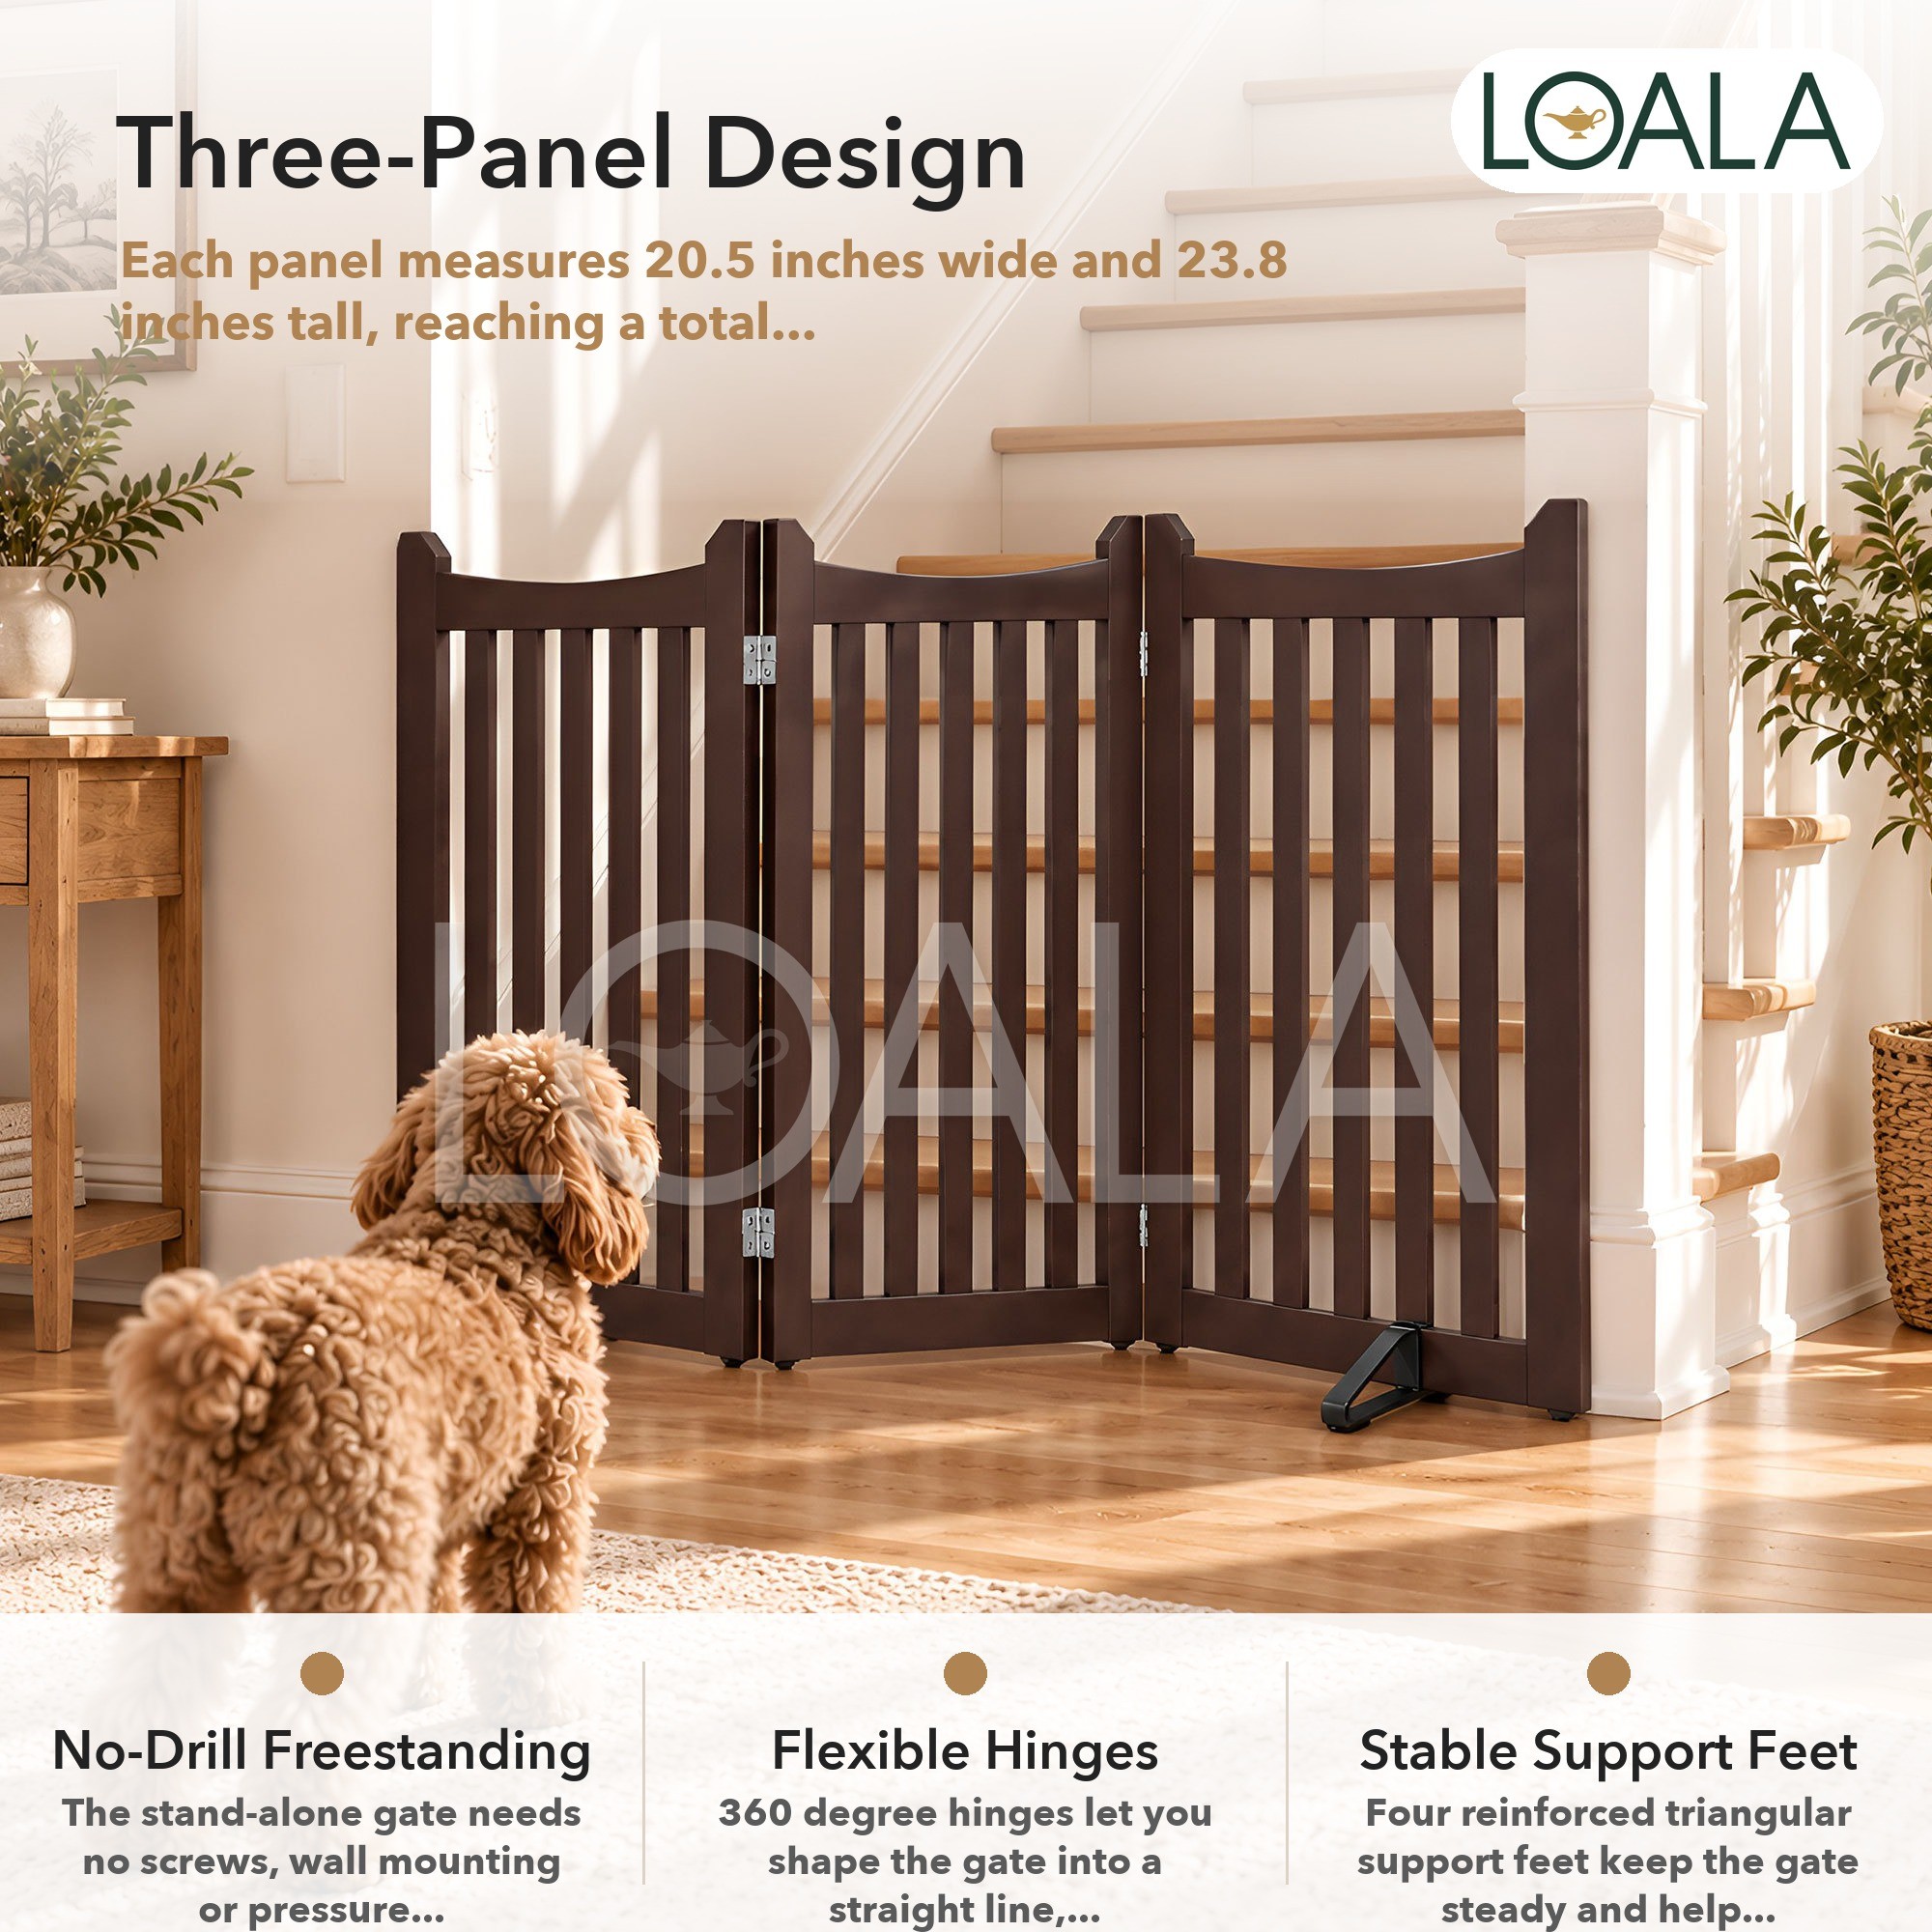 LOALA
Three-Panel Design
Each panel measures 20.5 inches wide and 23.8
inches tall, reaching a total...
LOALA
No-Drill Freestanding
The stand-alone gate needs
no screws, wall mounting
or pressure...
Flexible Hinges
360 degree hinges let you
shape the gate into a
straight line,...
Stable Support Feet
Four reinforced triangular
support feet keep the gate
steady and help...